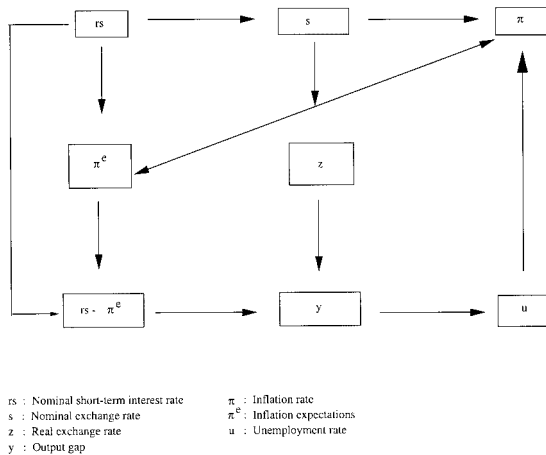 rs s π
π^e z
rs - π^e y u
rs : Nominal short-term interest rate
s : Nominal exchange rate
z : Real exchange rate
y : Output gap
π : Inflation rate
π^e : Inflation expectations
u : Unemployment rate